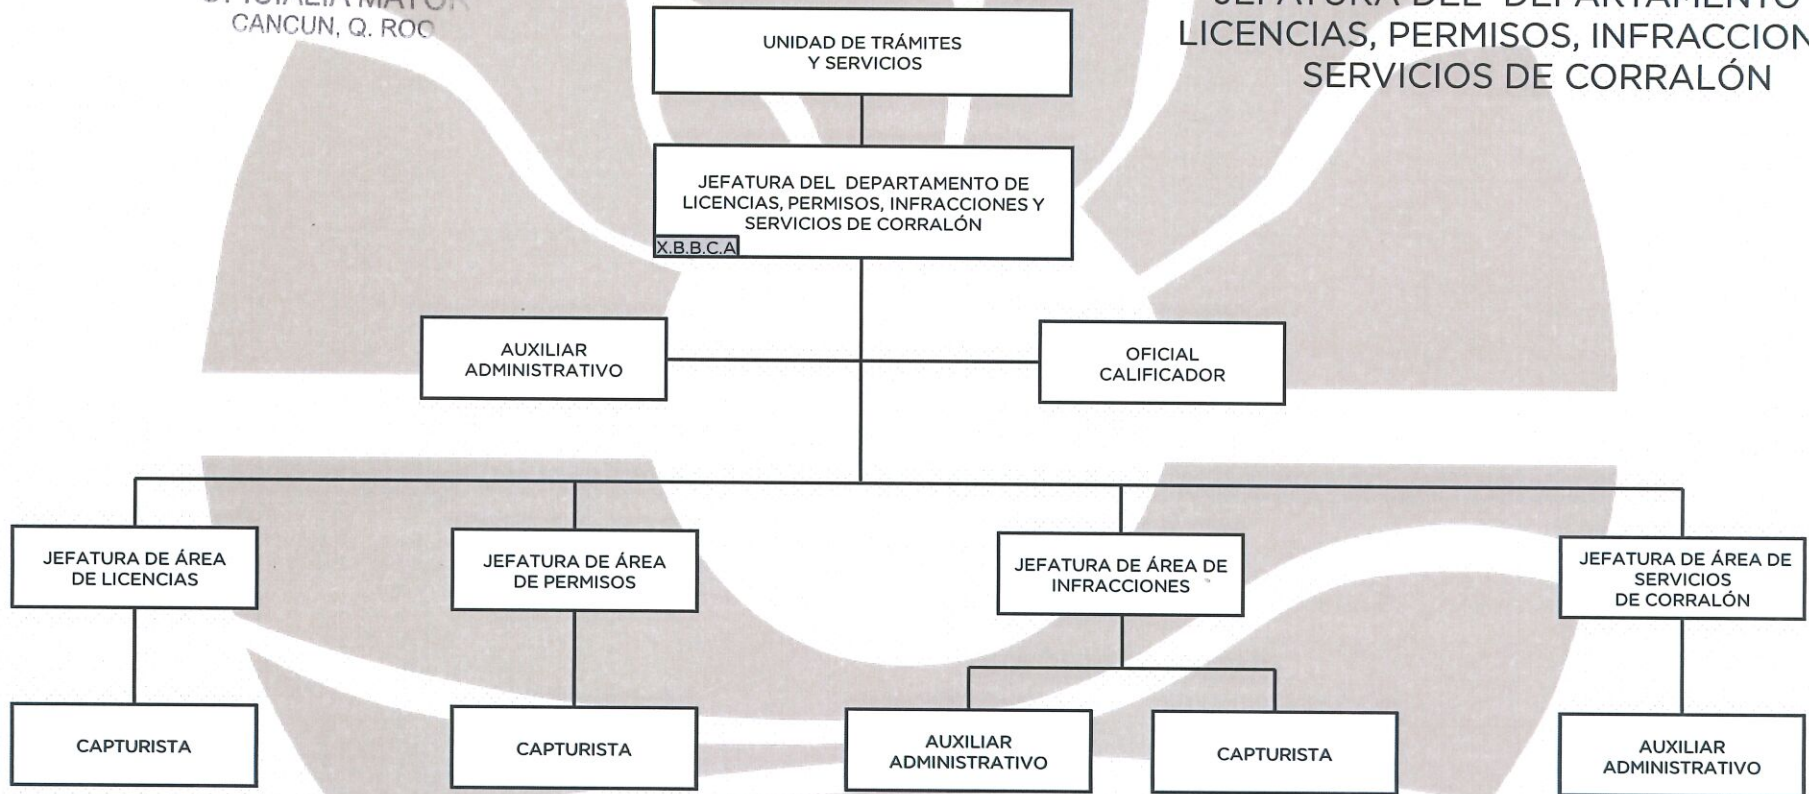 CANCUN, Q. ROO
LICENCIAS, PERMISOS, INFRACCION
SERVICIOS DE CORRALÓN
UNIDAD DE TRÁMITES
Y SERVICIOS
JEFATURA DEL DEPARTAMENTO DE
LICENCIAS, PERMISOS, INFRACCIONES Y
SERVICIOS DE CORRALÓN
X.B.B.C.A
AUXILIAR
ADMINISTRATIVO
OFICIAL
CALIFICADOR
JEFATURA DE ÁREA
DE LICENCIAS
JEFATURA DE ÁREA
DE PERMISOS
JEFATURA DE ÁREA DE
INFRACCIONES
JEFATURA DE ÁREA DE
SERVICIOS
DE CORRALÓN
CAPTURISTA
CAPTURISTA
AUXILIAR
ADMINISTRATIVO
CAPTURISTA
AUXILIAR
ADMINISTRATIVO